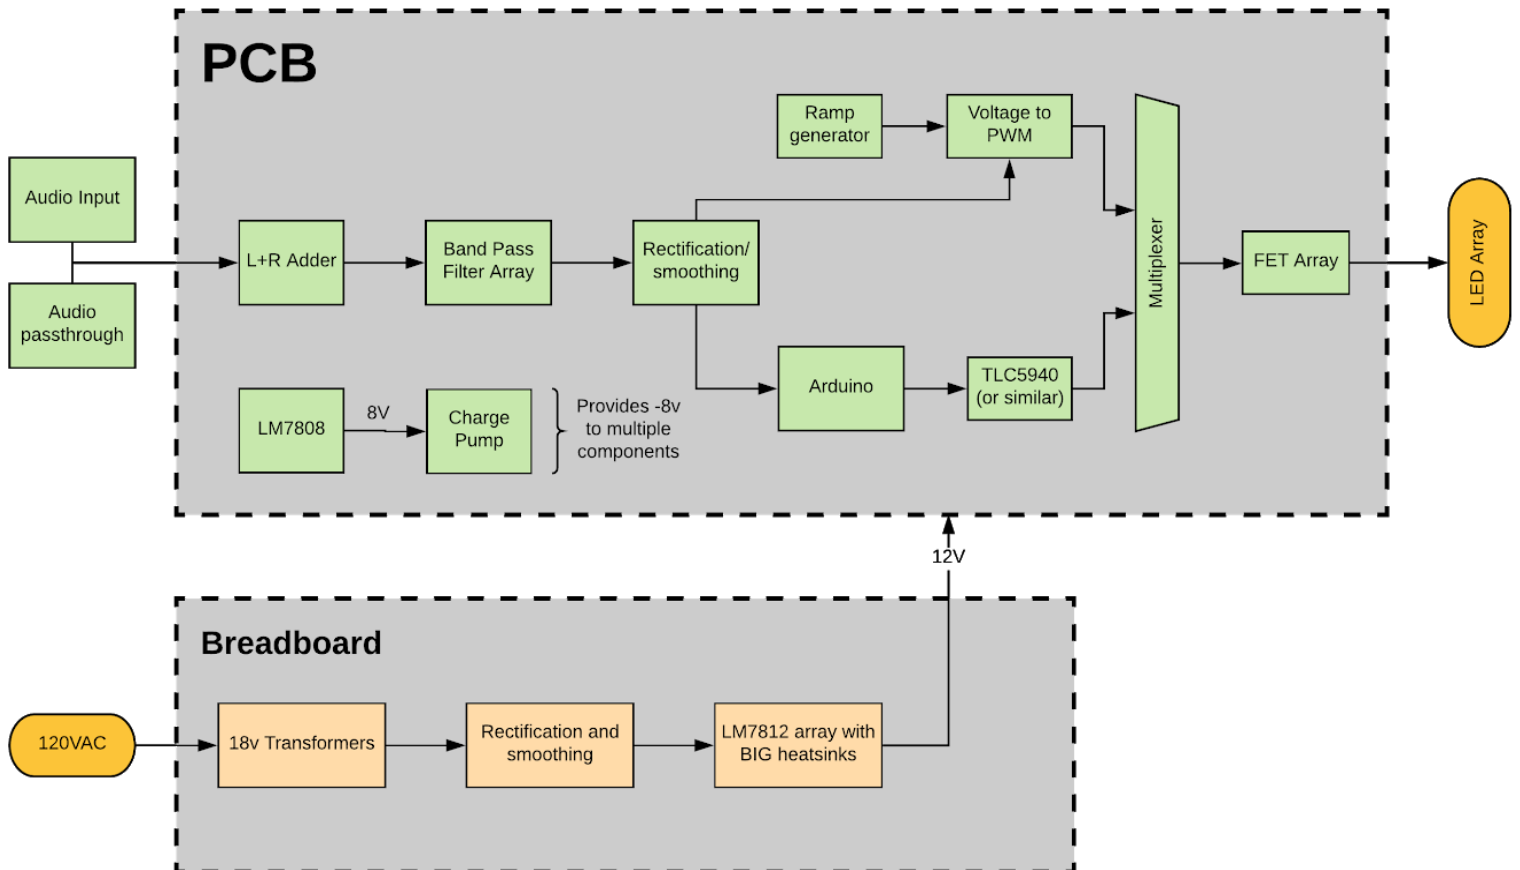 PCB
Ramp
generator
Voltage to
PWM
Audio Input
L+R Adder
Band Pass
Filter Array
Rectification/
smoothing
Multiplexer
FET Array
LED Array
Audio
passthrough
Arduino
TLC5940
(or similar)
LM7808
8V
Charge
Pump
Provides -8v
to multiple
components
12V
Breadboard
120VAC
18v Transformers
Rectification and
smoothing
LM7812 array with
BIG heatsinks